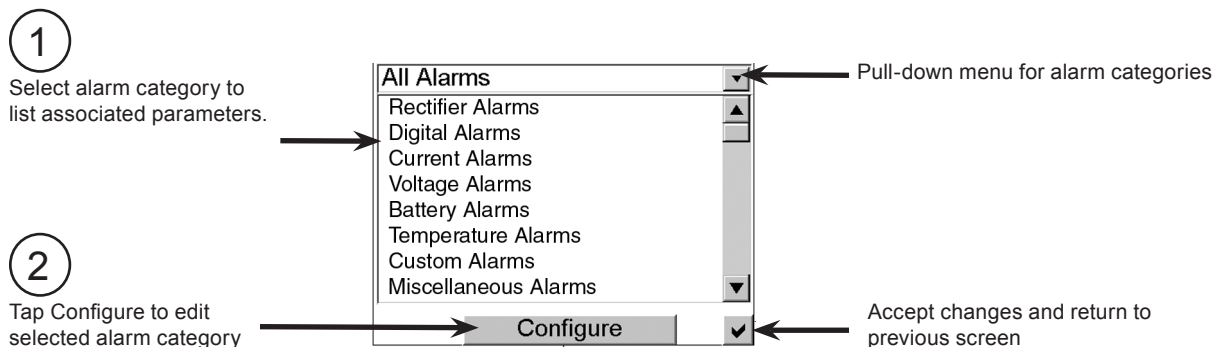 1
Select alarm category to
list associated parameters.
All Alarms
Pull-down menu for alarm categories
Rectifier Alarms
Digital Alarms
Current Alarms
Voltage Alarms
Battery Alarms
Temperature Alarms
Custom Alarms
Miscellaneous Alarms
2
Tap Configure to edit
selected alarm category
Configure
Accept changes and return to
previous screen